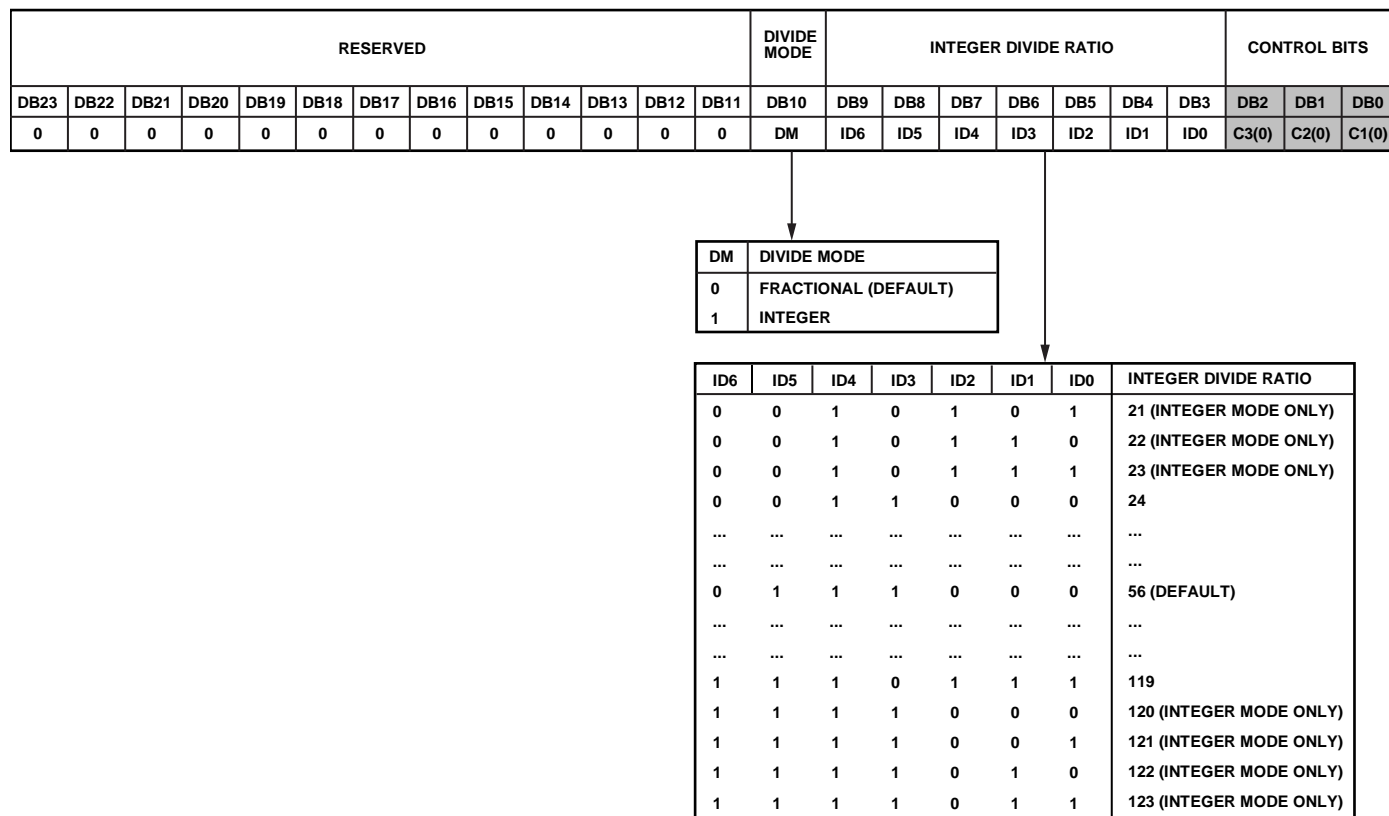 RESERVED DIVIDE MODE INTEGER DIVIDE RATIO CONTROL BITS
DB23 DB22 DB21 DB20 DB19 DB18 DB17 DB16 DB15 DB14 DB13 DB12 DB11 DB10 DB9 DB8 DB7 DB6 DB5 DB4 DB3 DB2 DB1 DB0
0 0 0 0 0 0 0 0 0 0 0 0 0 DM ID6 ID5 ID4 ID3 ID2 ID1 ID0 C3(0) C2(0) C1(0)
DM DIVIDE MODE
0 FRACTIONAL (DEFAULT)
1 INTEGER
ID6 ID5 ID4 ID3 ID2 ID1 ID0 INTEGER DIVIDE RATIO
0 0 1 0 1 0 1 21 (INTEGER MODE ONLY)
0 0 1 0 1 1 0 22 (INTEGER MODE ONLY)
0 0 1 0 1 1 1 23 (INTEGER MODE ONLY)
0 0 1 1 0 0 0 24
... ... ... ... ... ... ... ...
... ... ... ... ... ... ... ...
0 1 1 1 0 0 0 56 (DEFAULT)
... ... ... ... ... ... ... ...
... ... ... ... ... ... ... ...
1 1 1 0 1 1 1 119
1 1 1 1 0 0 0 120 (INTEGER MODE ONLY)
1 1 1 1 0 0 1 121 (INTEGER MODE ONLY)
1 1 1 1 0 1 0 122 (INTEGER MODE ONLY)
1 1 1 1 0 1 1 123 (INTEGER MODE ONLY)